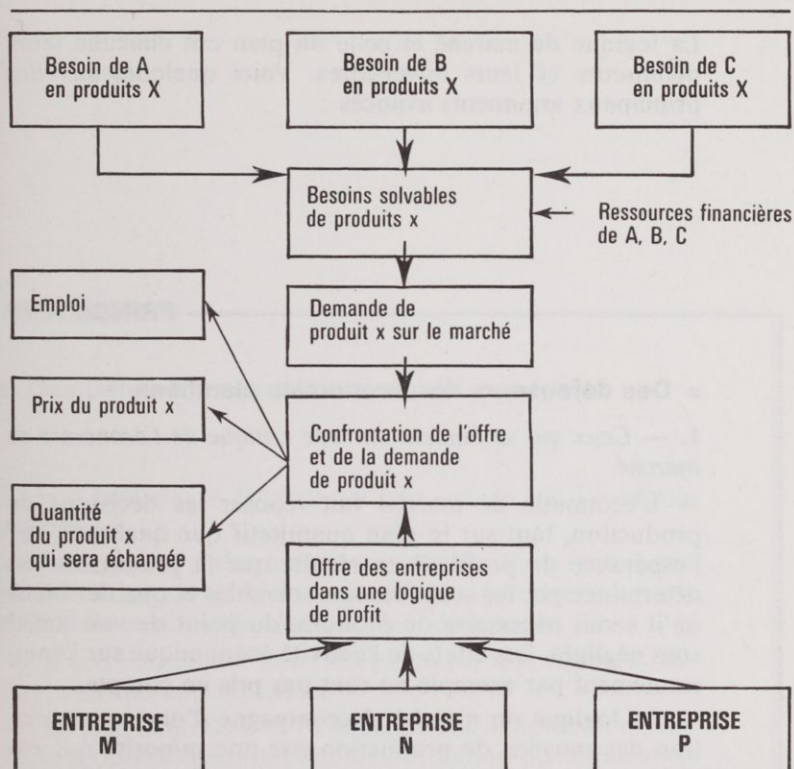 Besoin de A
en produits X
Besoin de B
en produits X
Besoin de C
en produits X
Besoins solvables
de produits x
Ressources financières
de A, B, C
Emploi
Demande de
produit x sur le marché
Prix du produit x
Confrontation de l'offre
et de la demande
de produit x
Quantité
du produit x
qui sera échangée
Offre des entreprises
dans une logique
de profit
ENTREPRISE
M
ENTREPRISE
N
ENTREPRISE
P